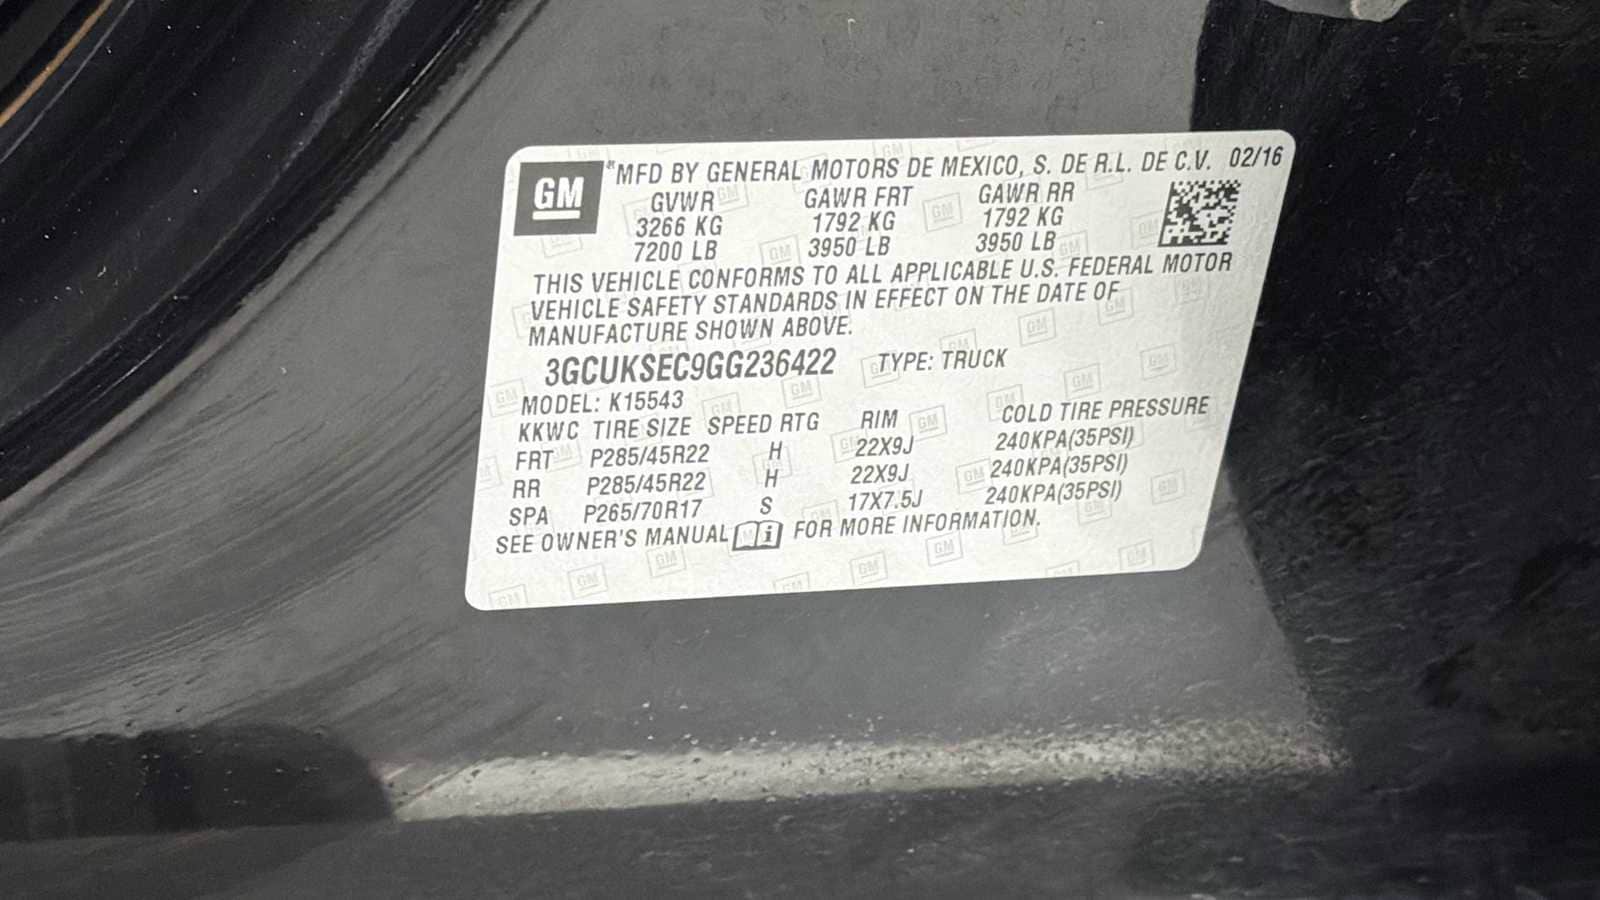 GM *MFD BY GENERAL MOTORS DE MEXICO, S. DE R.L. DE C.V. 02/16
GVWR GAWR FRT GAWR RR
3266 KG 1792 KG 1792 KG
7200 LB 3950 LB 3950 LB
THIS VEHICLE CONFORMS TO ALL APPLICABLE U.S. FEDERAL MOTOR
VEHICLE SAFETY STANDARDS IN EFFECT ON THE DATE OF
MANUFACTURE SHOWN ABOVE.
3GCUKSEC9GG236422 TYPE: TRUCK
MODEL: K15543
KKWC TIRE SIZE SPEED RTG RIM COLD TIRE PRESSURE
FRT P285/45R22 H 22X9J 240KPA(35PSI)
RR P285/45R22 H 22X9J 240KPA(35PSI)
SPA P265/70R17 S 17X7.5J 240KPA(35PSI)
SEE OWNER'S MANUAL i FOR MORE INFORMATION.